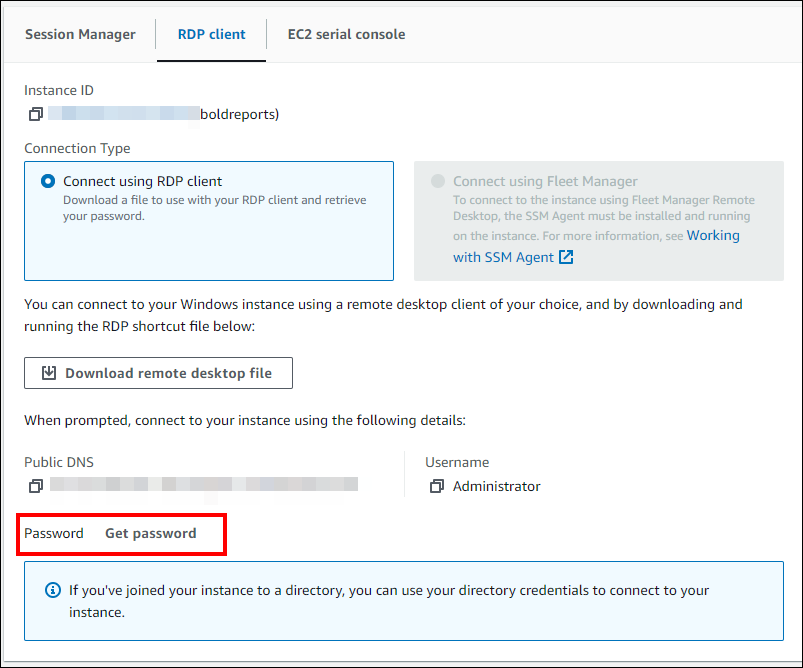 Session Manager
RDP client
EC2 serial console
Instance ID
boldreports)
Connection Type
Connect using RDP client
Download a file to use with your RDP client and retrieve
your password.
Connect using Fleet Manager
To connect to the instance using Fleet Manager Remote
Desktop, the SSM Agent must be installed and running
on the instance. For more information, see Working
with SSM Agent
You can connect to your Windows instance using a remote desktop client of your choice, and by downloading and
running the RDP shortcut file below:
Download remote desktop file
When prompted, connect to your instance using the following details:
Public DNS
Username
Administrator
Password Get password
If you've joined your instance to a directory, you can use your directory credentials to connect to your
instance.